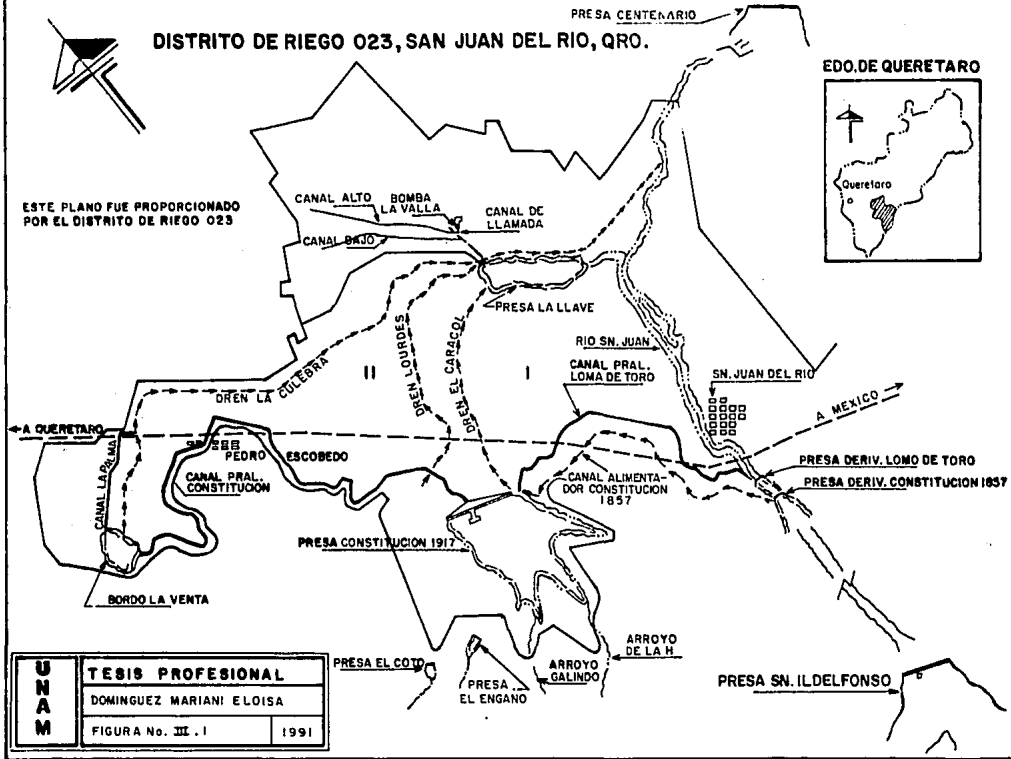 PRESA CENTENARIO
DISTRITO DE RIEGO 023, SAN JUAN DEL RIO, QRO.
EDO. DE QUERETARO
Queretaro
ESTE PLANO FUE PROPORCIONADO
POR EL DISTRITO DE RIEGO 023
CANAL ALTO
BOMBA
LA VALLA
CANAL DE
LLAMADA
CANAL BAJO
PRESA LA LLAVE
RIO SN. JUAN
CANAL PRAL.
LOMA DE TORO
SN. JUAN DEL RIO
II
I
DREN LA CULEBRA
DREN LOURDES
DREN EL CARACOL
A MEXICO
A QUERETARO
PEDRO ESCOBEDO
CANAL LA PALMA
CANAL PRAL.
CONSTITUCION
CANAL ALIMENTA-
DOR CONSTITUCION
1857
PRESA DERIV. LOMO DE TORO
PRESA DERIV. CONSTITUCION 1857
PRESA CONSTITUCION 1917
BORDO LA VENTA
PRESA EL COTO
PRESA
EL ENGAÑO
ARROYO
GALINDO
ARROYO
DE LA H
PRESA SN. ILDELFONSO
UNAM
TESIS PROFESIONAL
DOMINGUEZ MARIANI ELOISA
FIGURA No. III.1
1991